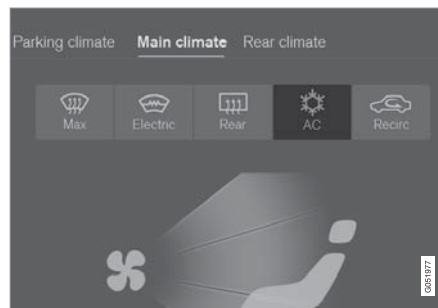 Parking climate Main climate Rear climate
Max Electric Rear AC Recirc
G051977